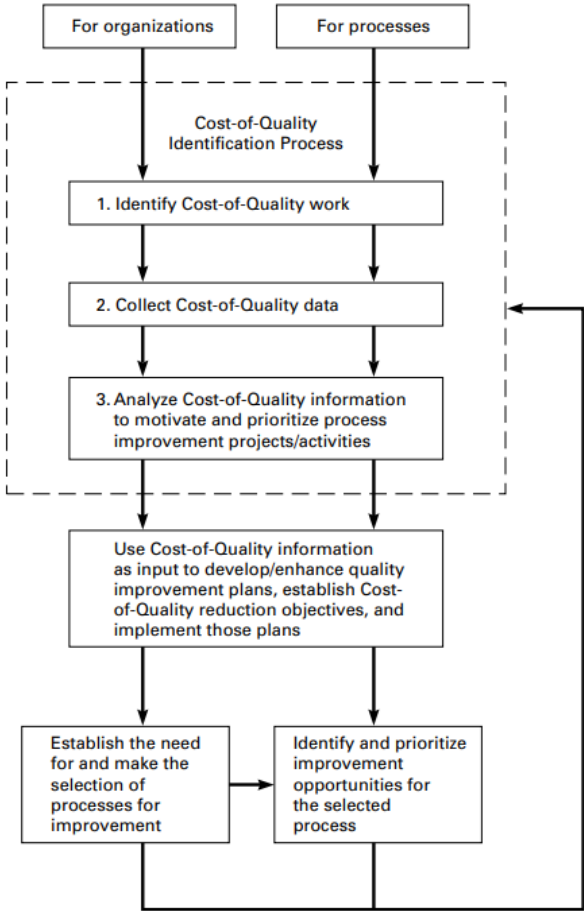 For organizations
For processes
Cost-of-Quality
Identification Process
1. Identify Cost-of-Quality work
2. Collect Cost-of-Quality data
3. Analyze Cost-of-Quality information
to motivate and prioritize process
improvement projects/activities
Use Cost-of-Quality information
as input to develop/enhance quality
improvement plans, establish Cost-
of-Quality reduction objectives, and
implement those plans
Establish the need
for and make the
selection of
processes for
improvement
Identify and prioritize
improvement
opportunities for
the selected
process